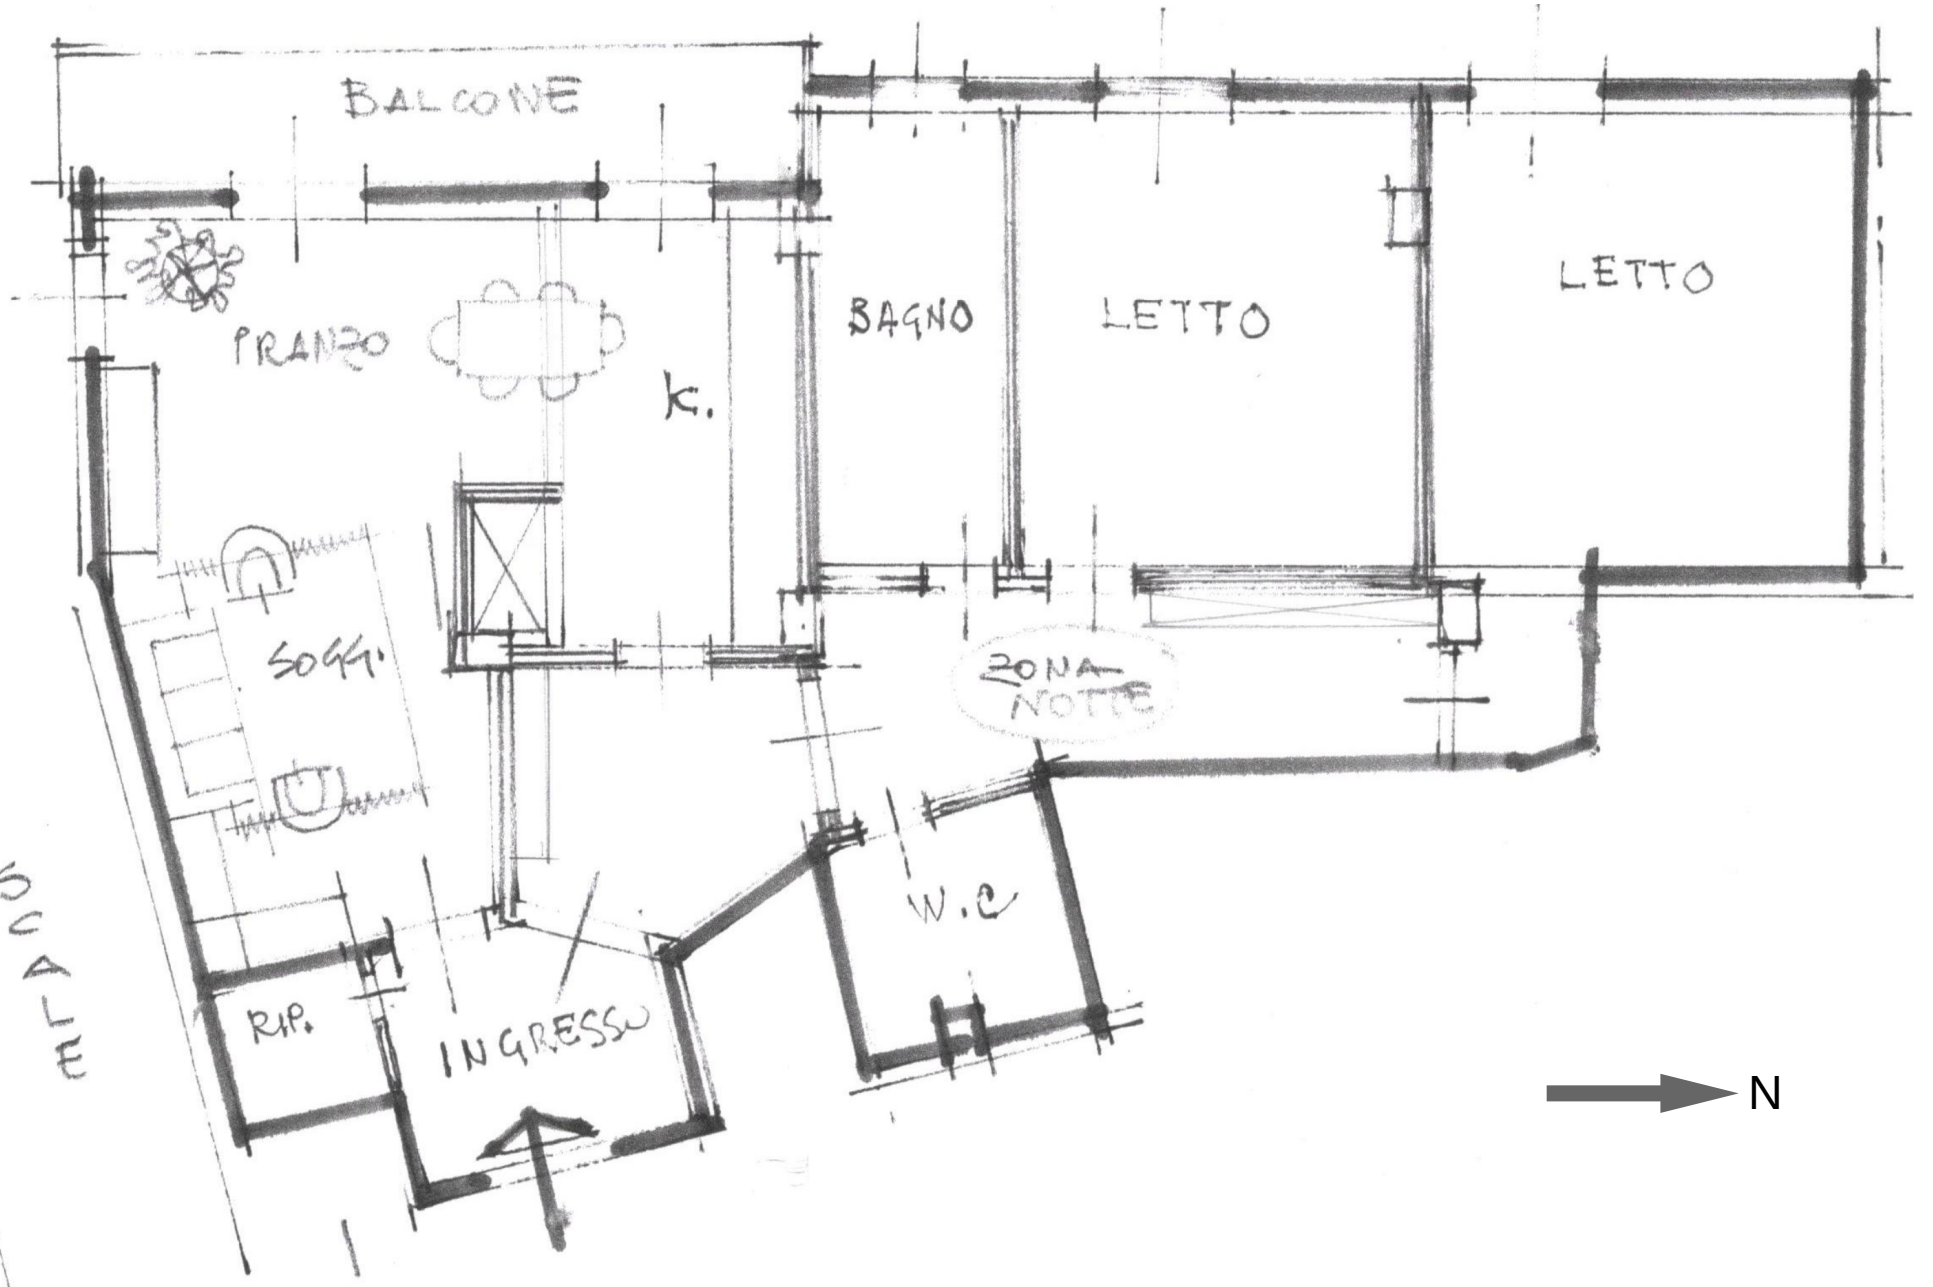 BALCONE
LETTO
BAGNO
LETTO
PRANZO
K.
SOGG.
ZONA
NOTTE
W.C
SCALE
RIP.
INGRESSO
N